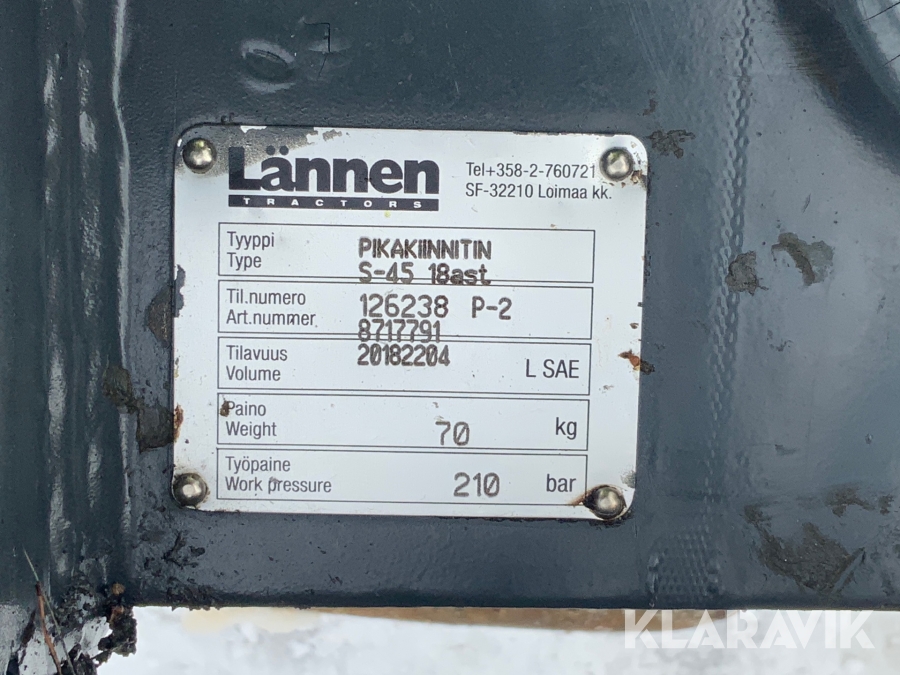 Lännen
TRACTORS
Tel+358-2-760721
SF-32210 Loimaa kk.
Tyyppi
Type
PIKAKIINNITIN
S-45 18ast
Til.numero
Art.nummer
126238 P-2
8717791
Tilavuus
Volume
20182204
L SAE
Paino
Weight
70
kg
Työpaine
Work pressure
210
bar
KLARAVIK